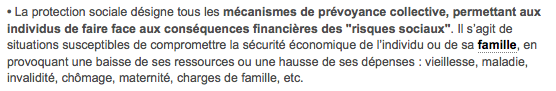 • La protection sociale désigne tous les mécanismes de prévoyance collective, permettant aux
individus de faire face aux conséquences financières des "risques sociaux". Il s’agit de
situations susceptibles de compromettre la sécurité économique de l’individu ou de sa famille, en
provoquant une baisse de ses ressources ou une hausse de ses dépenses : vieillesse, maladie,
invalidité, chômage, maternité, charges de famille, etc.